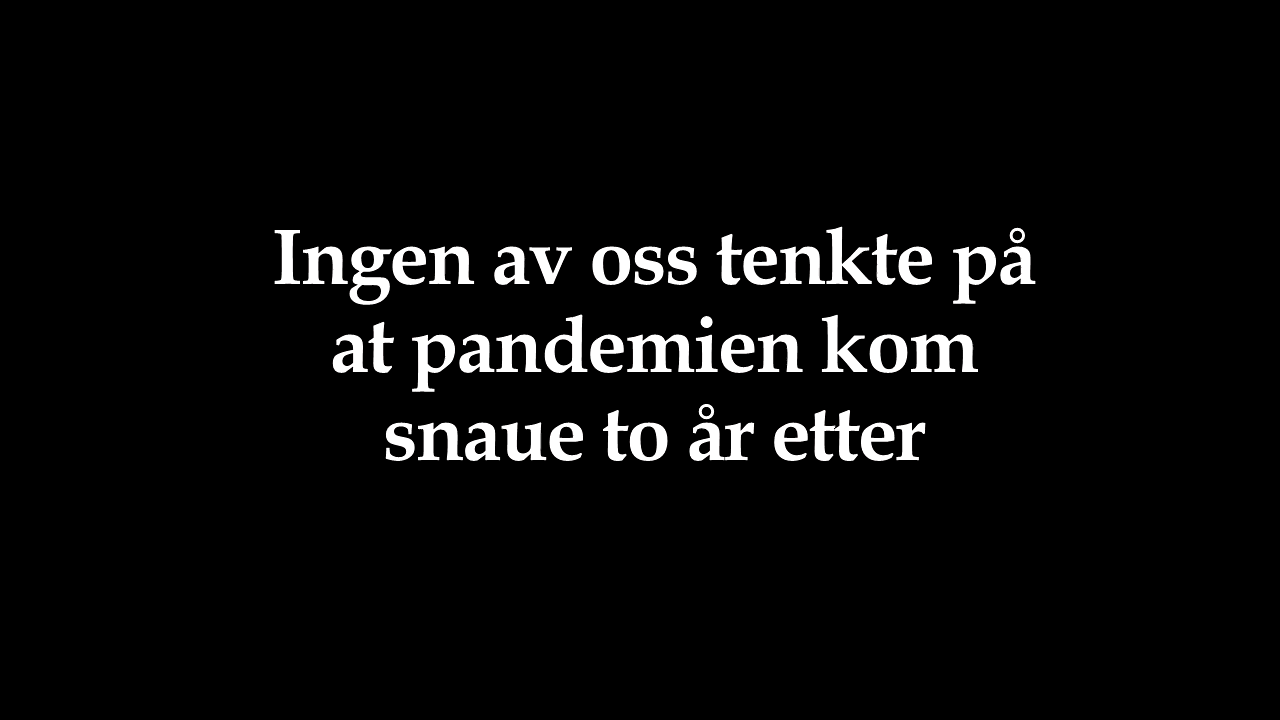 Ingen av oss tenkte på
at pandemien kom
snaue to år etter